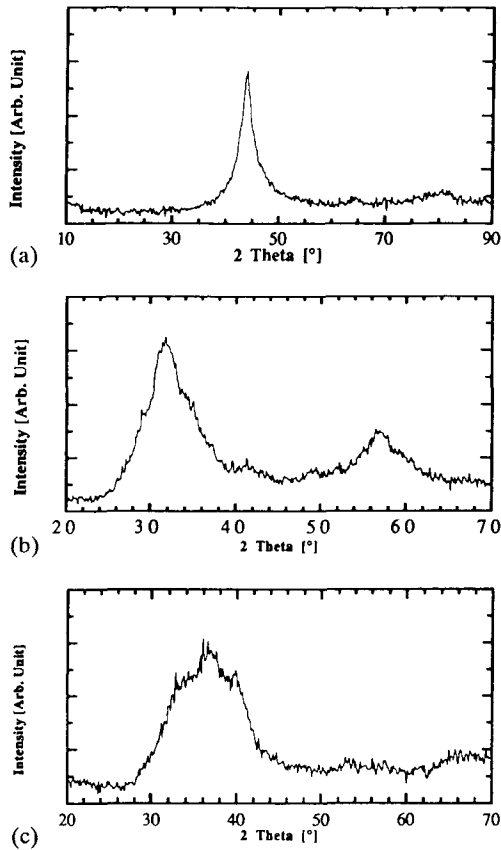 Intensity [Arb. Unit]
10 30 50 70 90
2 Theta [°]
(a)
Intensity [Arb. Unit]
20 30 40 50 60 70
2 Theta [°]
(b)
Intensity [Arb. Unit]
20 30 40 50 60 70
2 Theta [°]
(c)